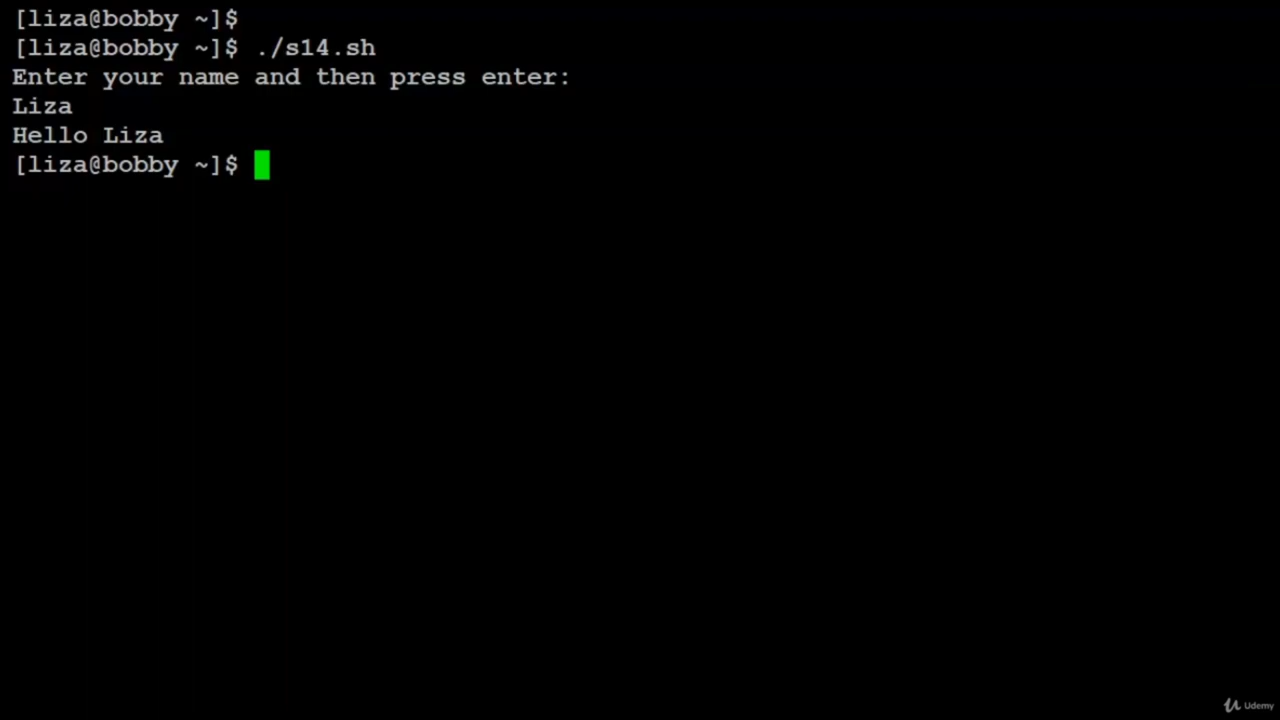 [liza@bobby ~]$
[liza@bobby ~]$ ./s14.sh
Enter your name and then press enter:
Liza
Hello Liza
[liza@bobby ~]$
Udemy